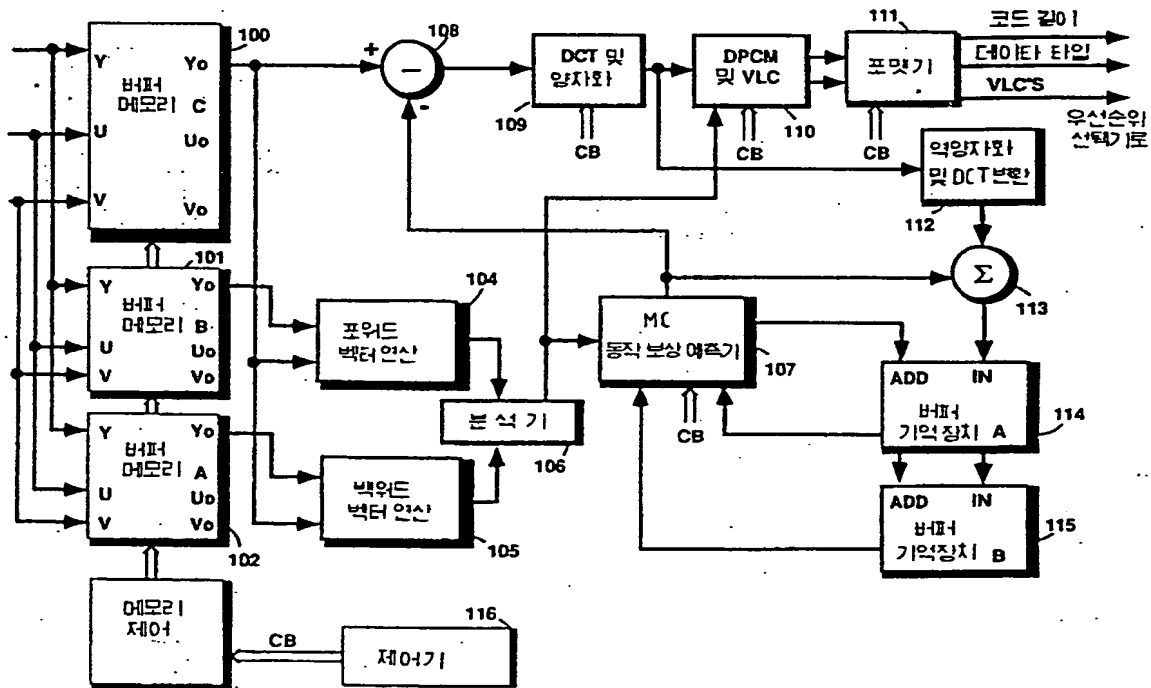 코드 길이
111
데이타 타입
포맷기
VLC'S
우선순위
선택기로
CB
100
Y
Yo
버퍼
메모리
C
U
Uo
V
Vo
+
108
−
-
DCT 및
양자화
109
CB
DPCM
및 VLC
110
CB
역양자화
및 DCT변환
112
Σ
113
101
Y
Yo
버퍼
메모리
B
U
Uo
V
Vo
104
포워드
벡터 연산
MC
동작 보상 예측기
107
CB
분석기
106
ADD
IN
버퍼
기억장치 A
114
102
Y
Yo
버퍼
메모리
A
U
Uo
V
Vo
백워드
벡터 연산
105
ADD
IN
버퍼
기억장치 B
115
메모리
제어
CB
116
제어기